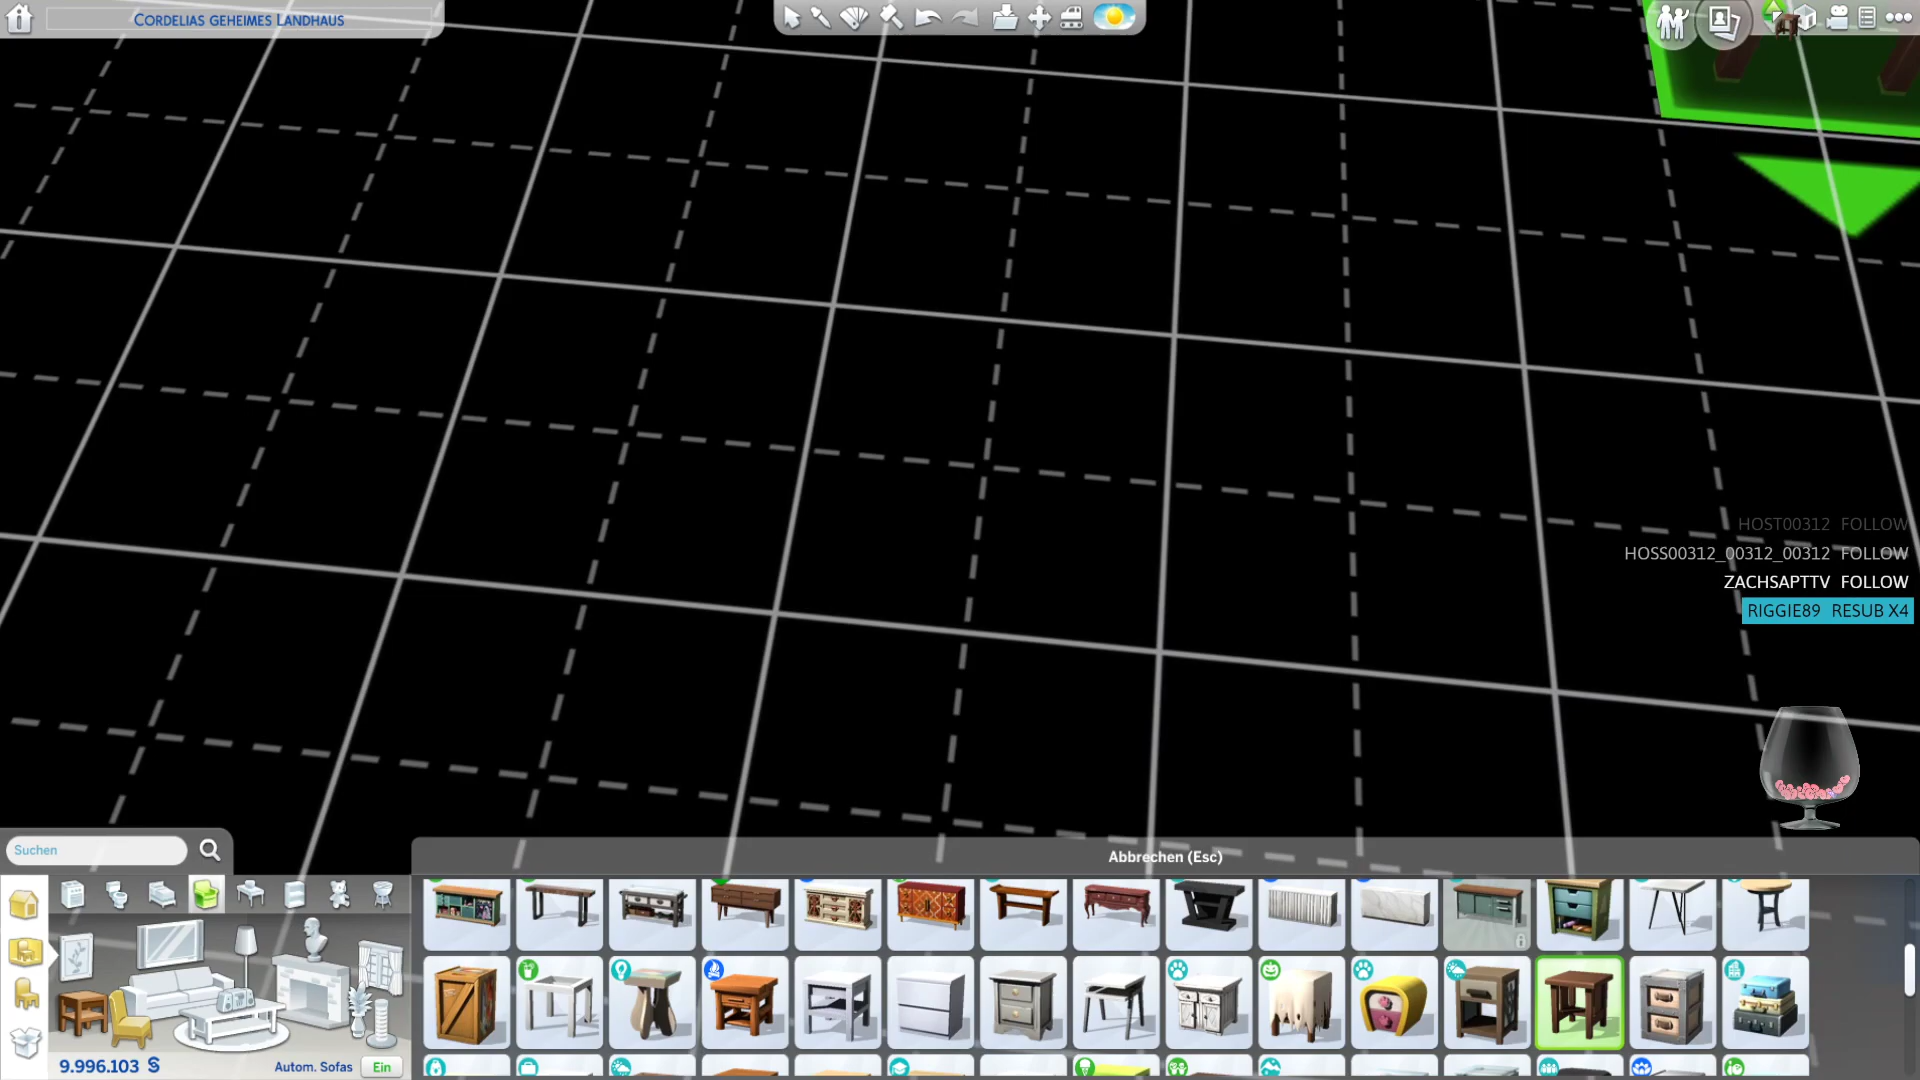 CORDELIAS GEHEIMES LANDHAUS
HOST00312 FOLLOW
HOSS00312_00312_00312 FOLLOW
ZACHSAPTTV FOLLOW
RIGGIE89 RESUB X4
Suchen
Abbrechen (Esc)
9.996.103 S
Autom. Sofas
Ein